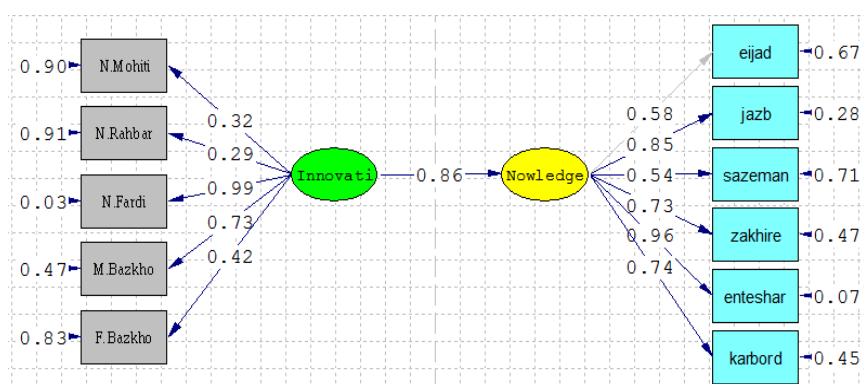 0.90 N.Mohiti
0.91 N.Rahbar
0.03 N.Fardi
0.47 M.Bazkho
0.83 F.Bazkho
0.32
0.29
0.99
0.73
0.42
Innovati
0.86
Nowledge
0.58
0.85
0.54
0.73
0.96
0.74
eijad 0.67
jazb 0.28
sazeman 0.71
zakhire 0.47
enteshar 0.07
karbord 0.45